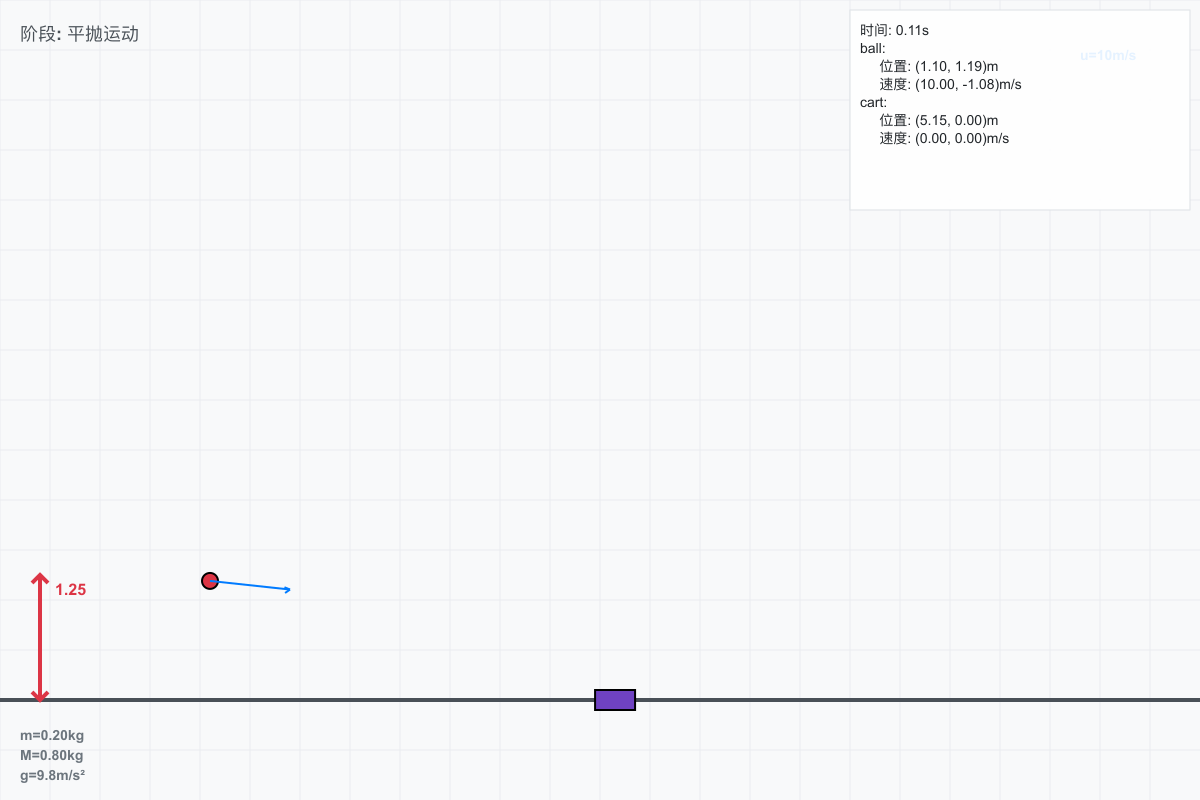 阶段: 平抛运动
时间: 0.11s
u=10m/s
ball:
位置: (1.10, 1.19)m
速度: (10.00, -1.08)m/s
cart:
位置: (5.15, 0.00)m
速度: (0.00, 0.00)m/s
1.25
m=0.20kg
M=0.80kg
g=9.8m/s²